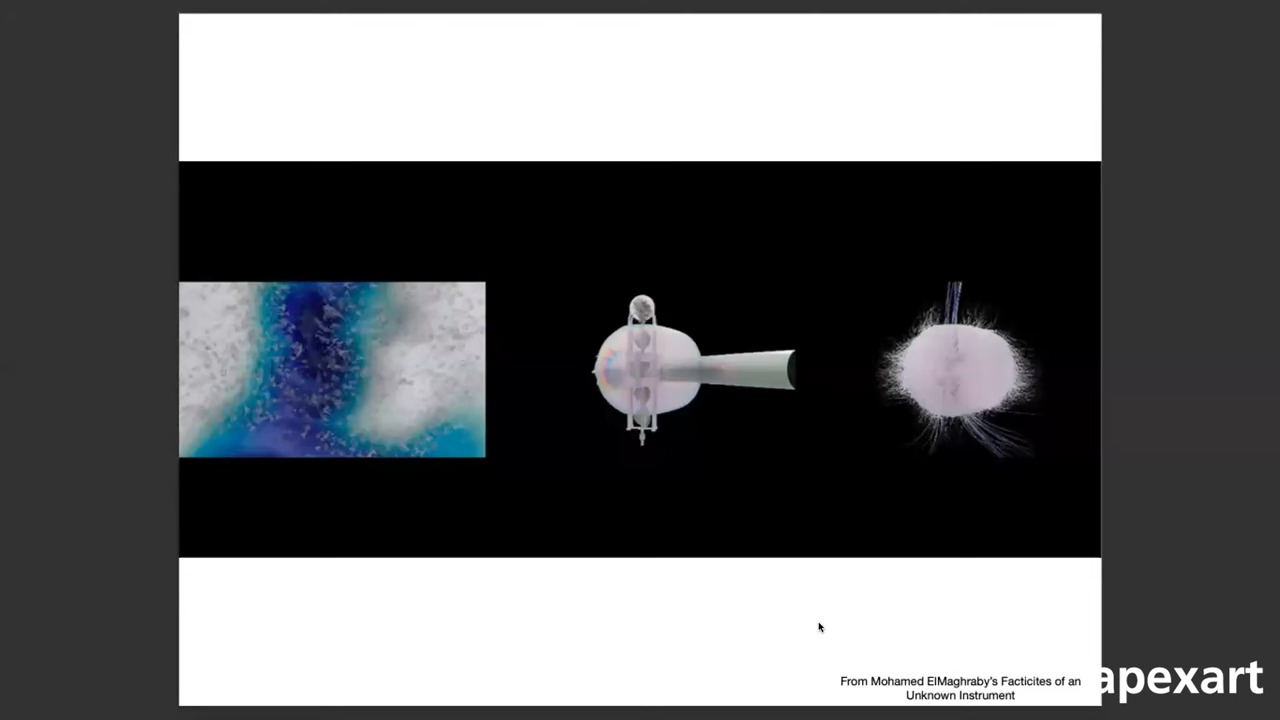 From Mohamed ElMaghraby's Facticites of an
Unknown Instrument
apexart